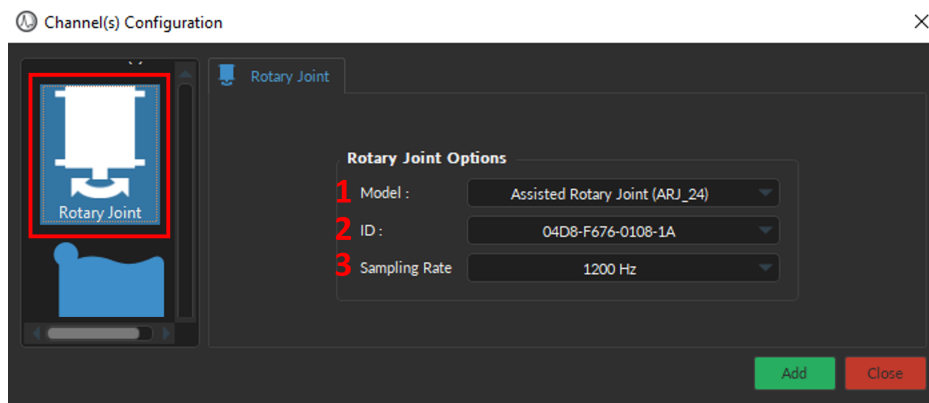 Channel(s) Configuration
Rotary Joint
Rotary Joint
Rotary Joint Options
1 Model : Assisted Rotary Joint (ARJ_24)
2 ID : 04D8-F676-0108-1A
3 Sampling Rate 1200 Hz
Add Close